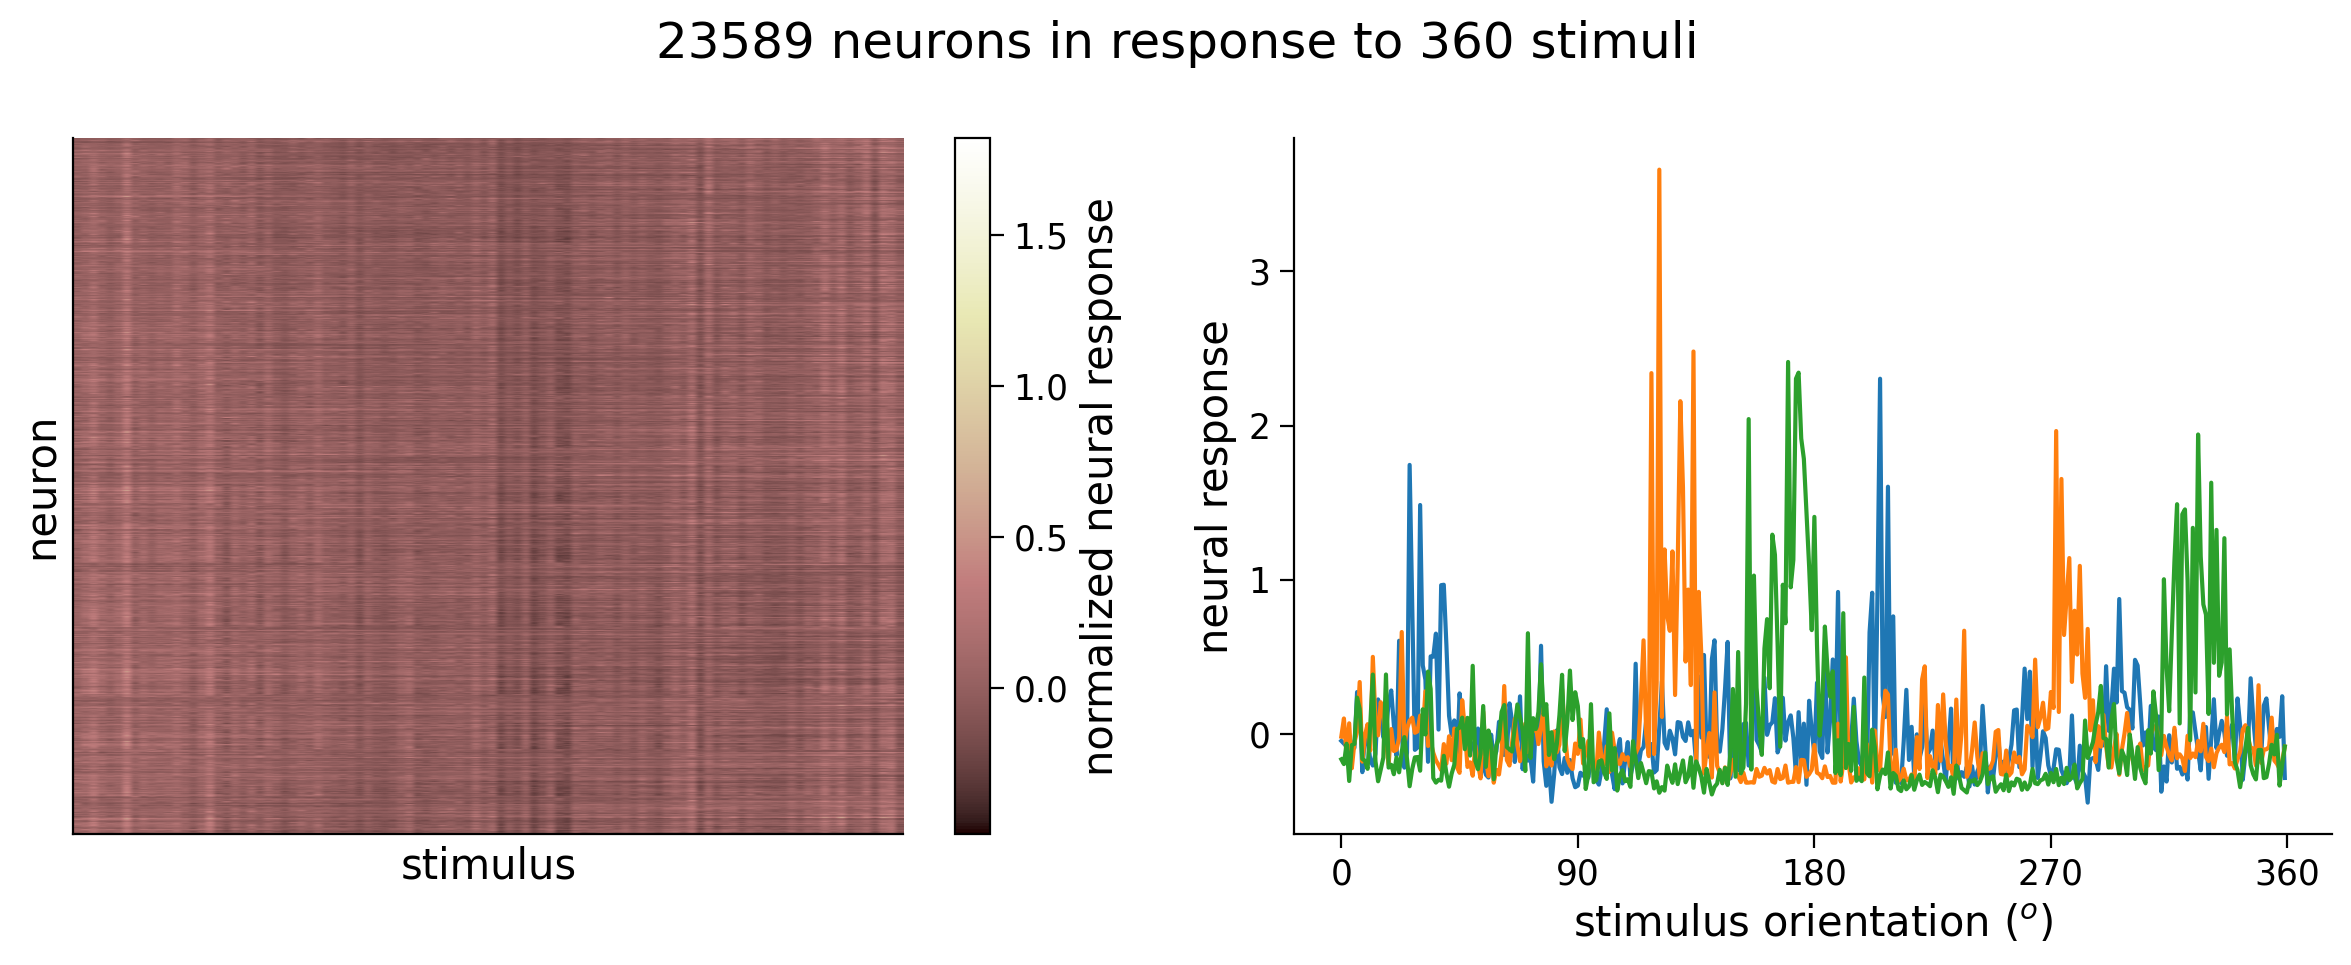 23589 neurons in response to 360 stimuli
neuron
stimulus
1.5
1.0
0.5
0.0
normalized neural response
neural response
3
2
1
0
0 90 180 270 360
stimulus orientation (o)